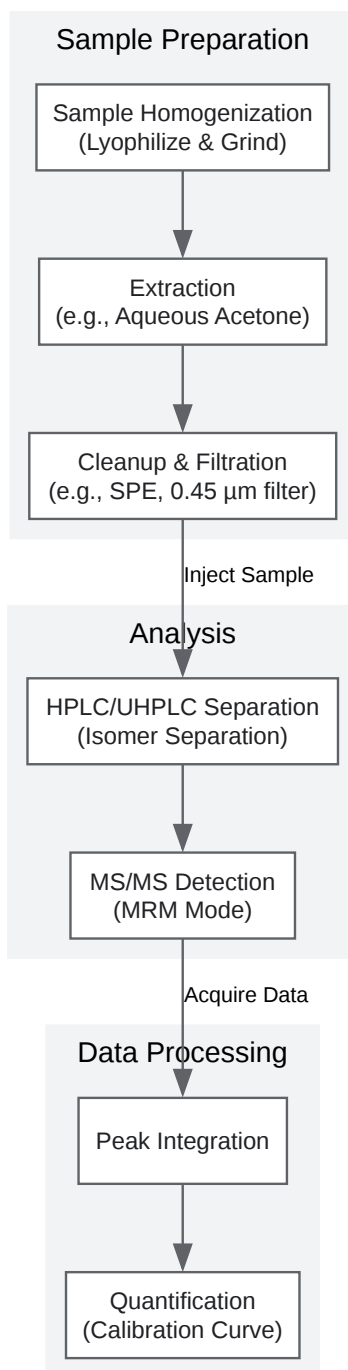 Sample Preparation
Sample Homogenization
(Lyophilize & Grind)
Extraction
(e.g., Aqueous Acetone)
Cleanup & Filtration
(e.g., SPE, 0.45 µm filter)
Inject Sample
Analysis
HPLC/UHPLC Separation
(Isomer Separation)
MS/MS Detection
(MRM Mode)
Acquire Data
Data Processing
Peak Integration
Quantification
(Calibration Curve)